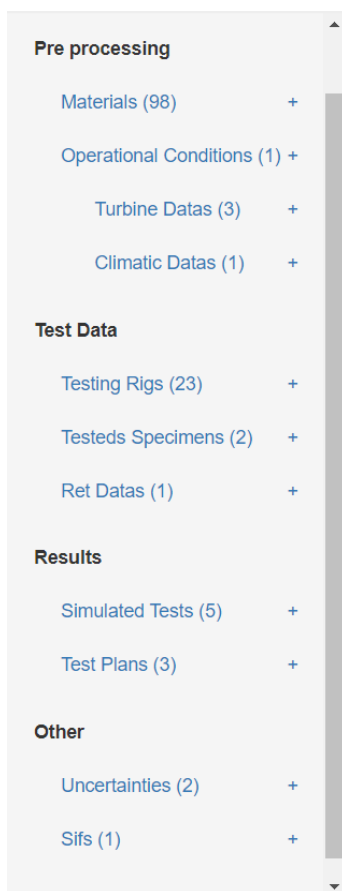 Pre processing
Materials (98) +
Operational Conditions (1) +
Turbine Datas (3) +
Climatic Datas (1) +
Test Data
Testing Rigs (23) +
Testeds Specimens (2) +
Ret Datas (1) +
Results
Simulated Tests (5) +
Test Plans (3) +
Other
Uncertainties (2) +
Sifs (1) +